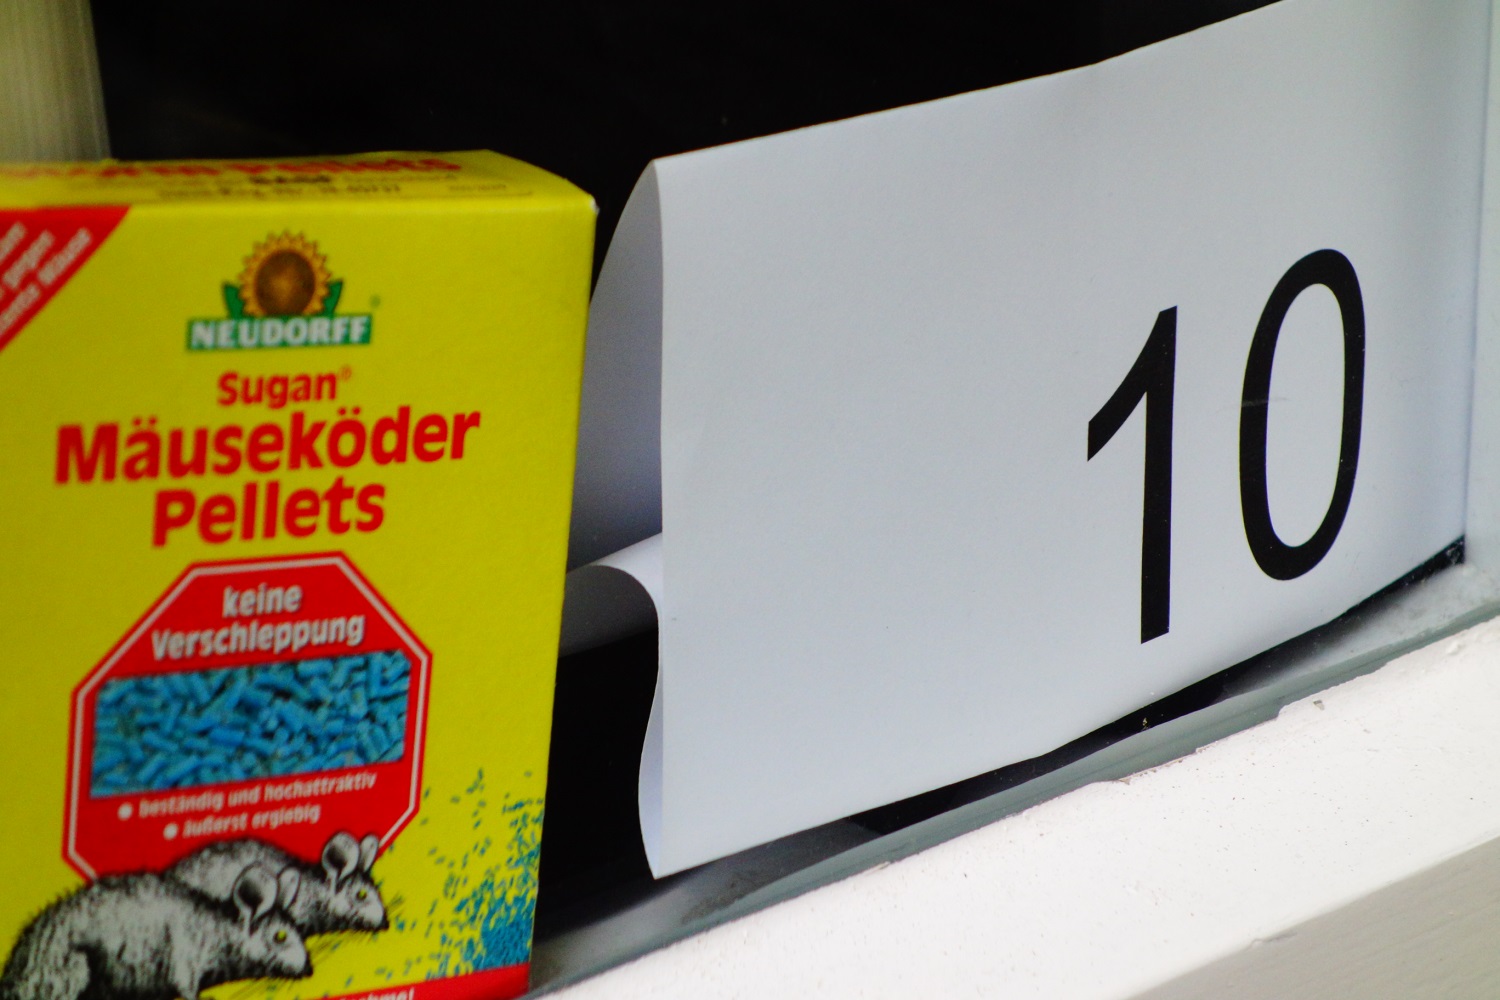 NEUDORFF
Sugan®
Mäuseköder
Pellets
keine
Verschleppung
● beständig und hochattraktiv
● äußerst ergiebig
10